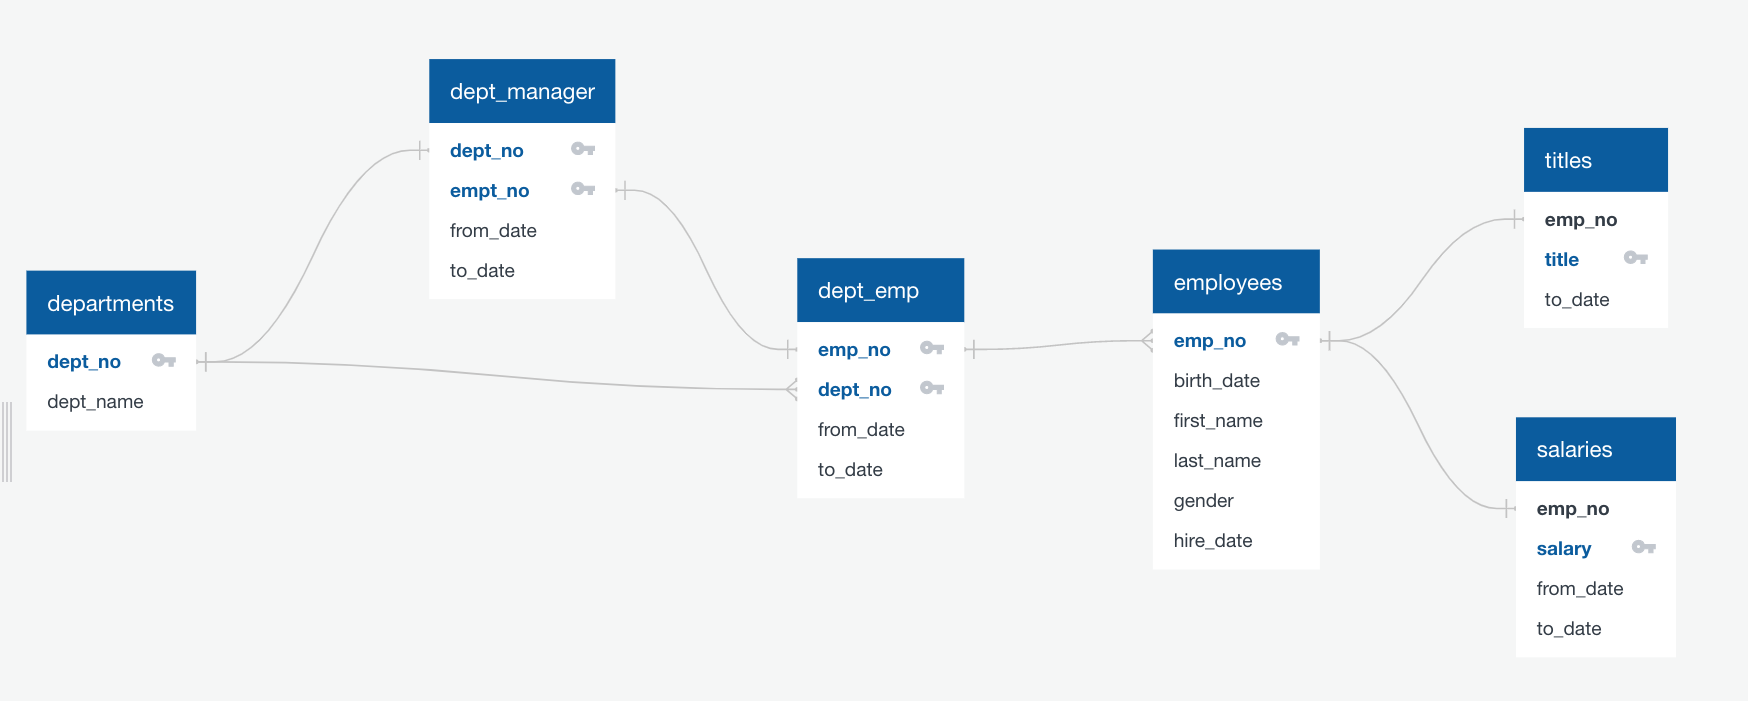 departments
dept_no
dept_name
dept_manager
dept_no
empt_no
from_date
to_date
dept_emp
emp_no
dept_no
from_date
to_date
employees
emp_no
birth_date
first_name
last_name
gender
hire_date
titles
emp_no
title
to_date
salaries
emp_no
salary
from_date
to_date